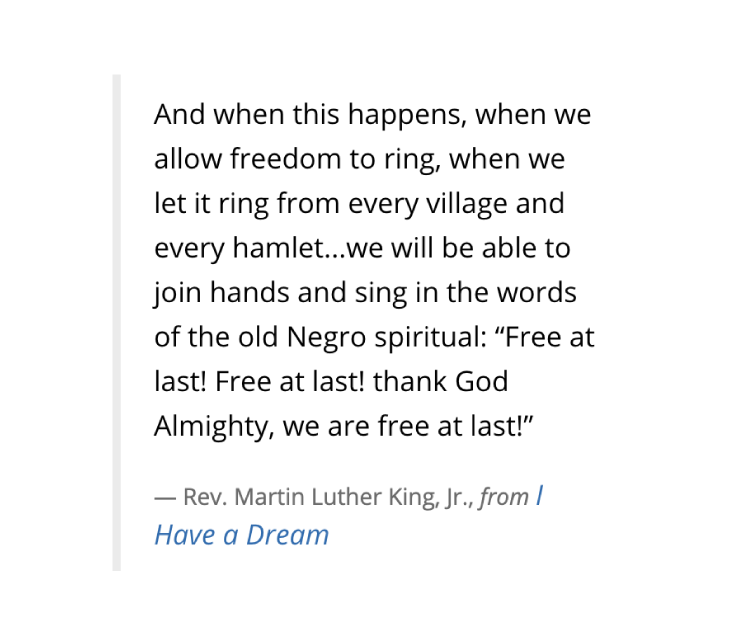 And when this happens, when we
allow freedom to ring, when we
let it ring from every village and
every hamlet...we will be able to
join hands and sing in the words
of the old Negro spiritual: “Free at
last! Free at last! thank God
Almighty, we are free at last!”
— Rev. Martin Luther King, Jr., from I
Have a Dream